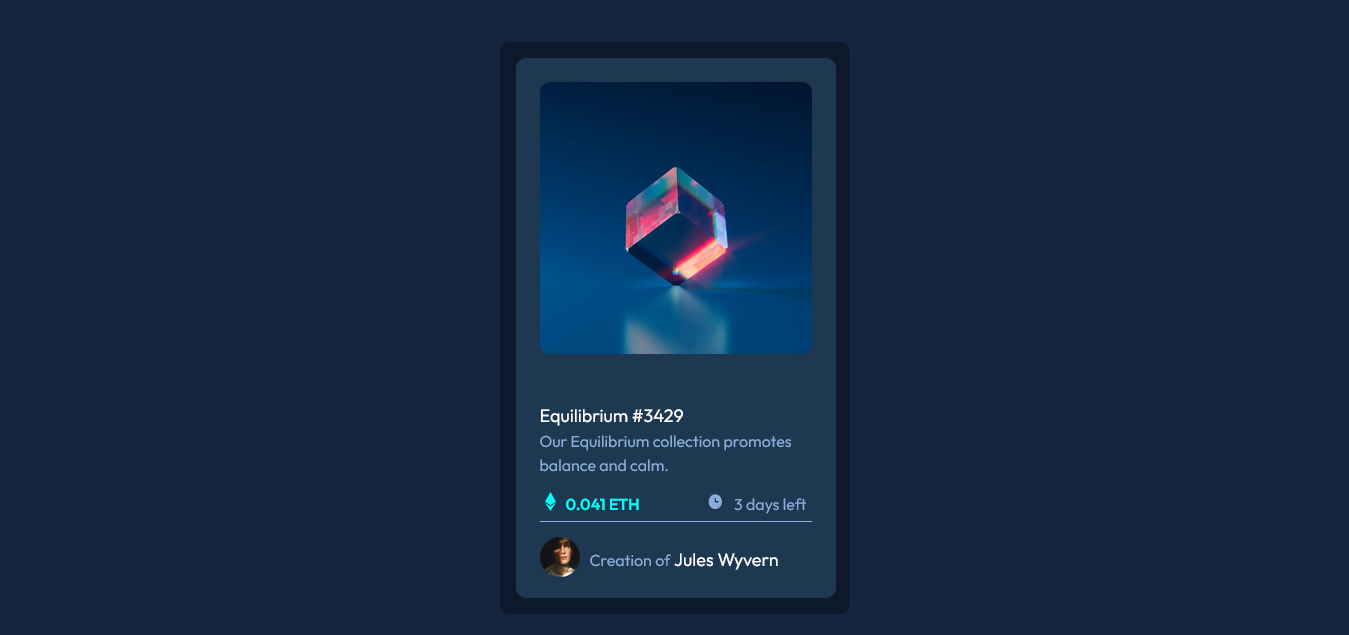 Equilibrium #3429
Our Equilibrium collection promotes
balance and calm.
0.041 ETH 3 days left
Creation of Jules Wyvern